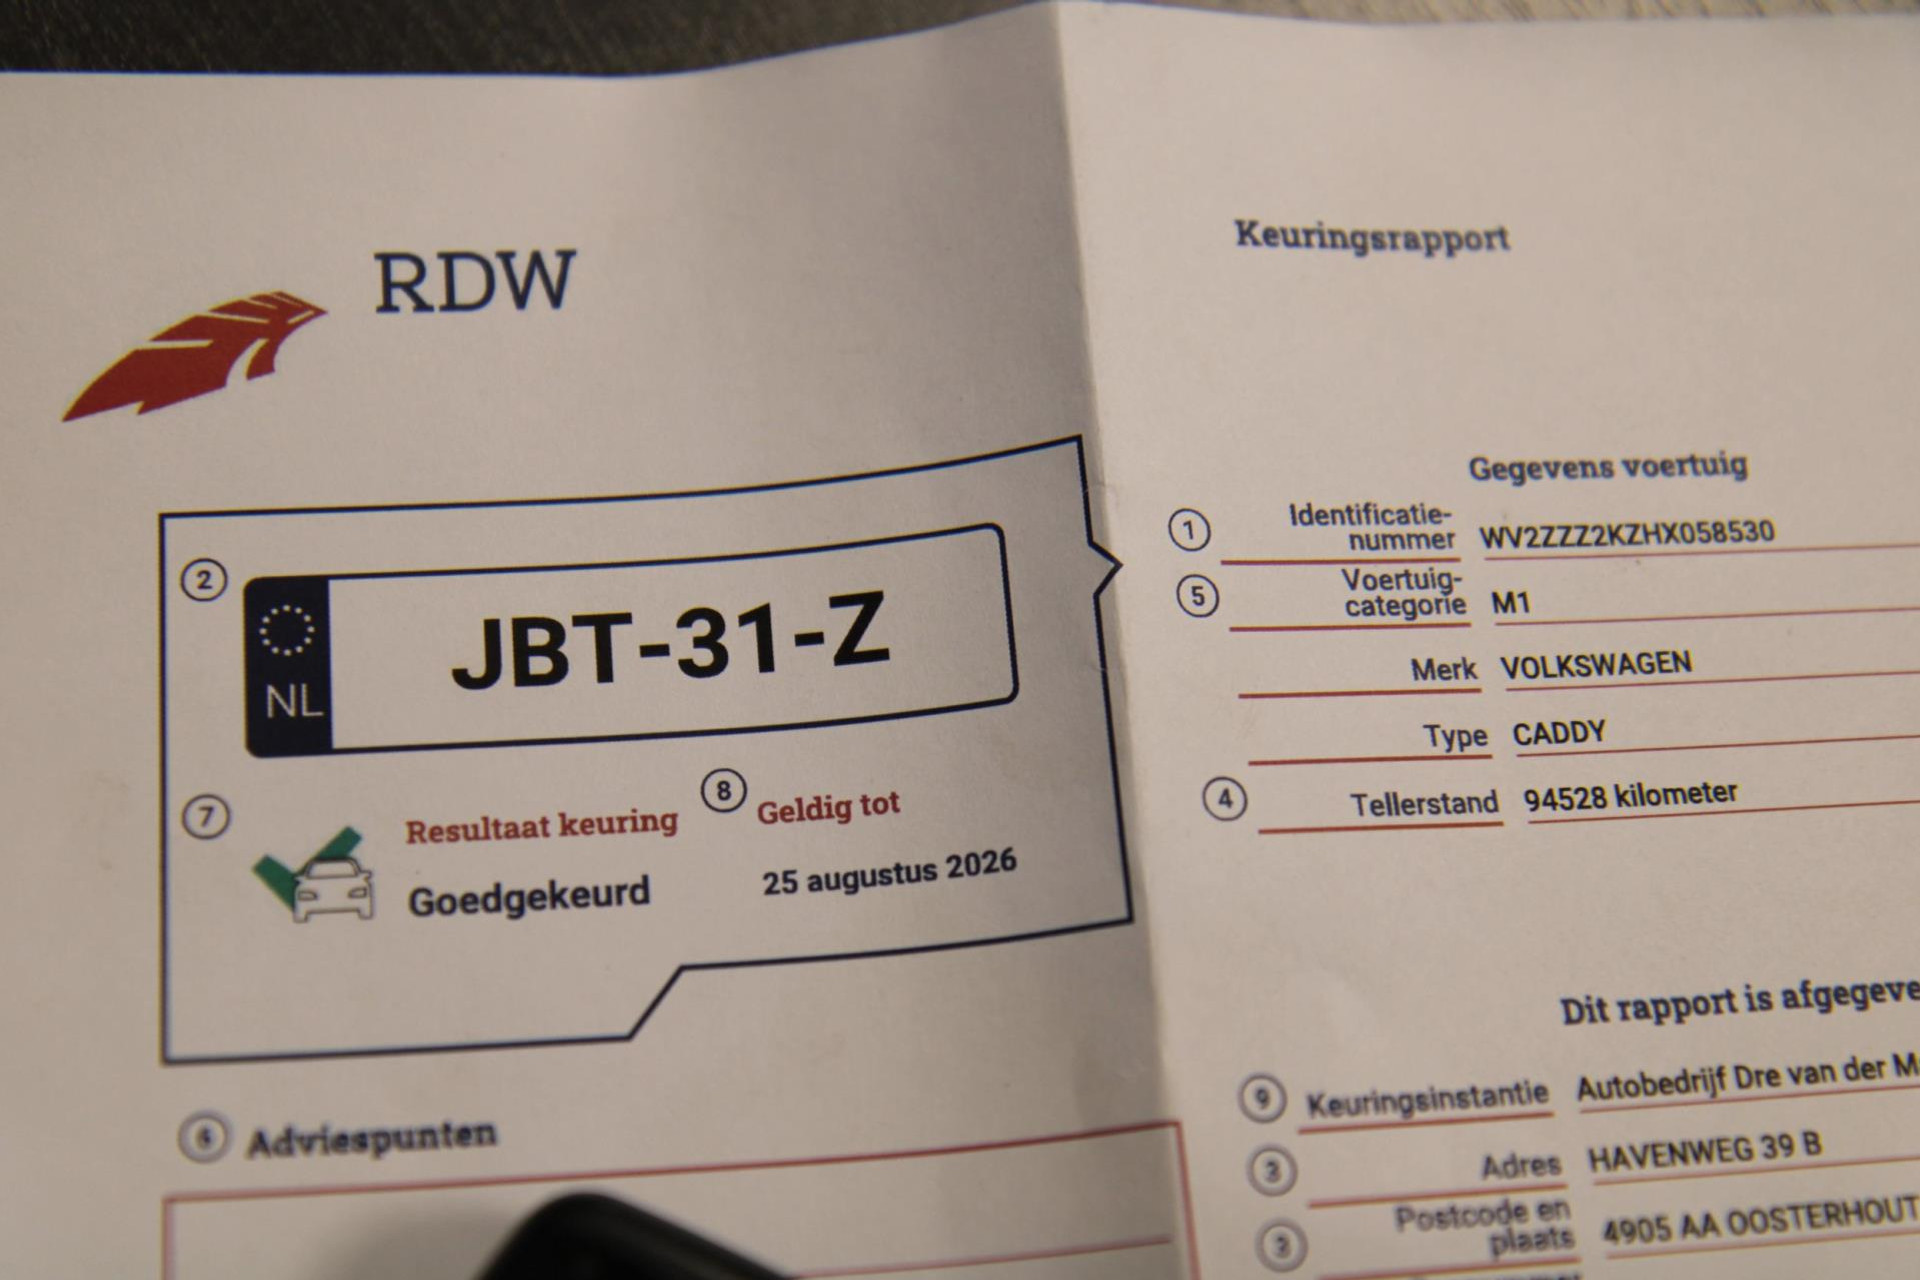 RDW
Keuringsrapport
2
NL
JBT-31-Z
7
Resultaat keuring
Goedgekeurd
8
Geldig tot
25 augustus 2026
Gegevens voertuig
1
Identificatie-
nummer
WV2ZZZ2KZHX058530
5
Voertuig-
categorie
M1
Merk VOLKSWAGEN
Type CADDY
4 Tellerstand 94528 kilometer
6 Adviespunten
Dit rapport is afgegeve
9 Keuringsinstantie Autobedrijf Dre van der M
3 Adres HAVENWEG 39 B
3
Postcode en
plaats
4905 AA OOSTERHOUT